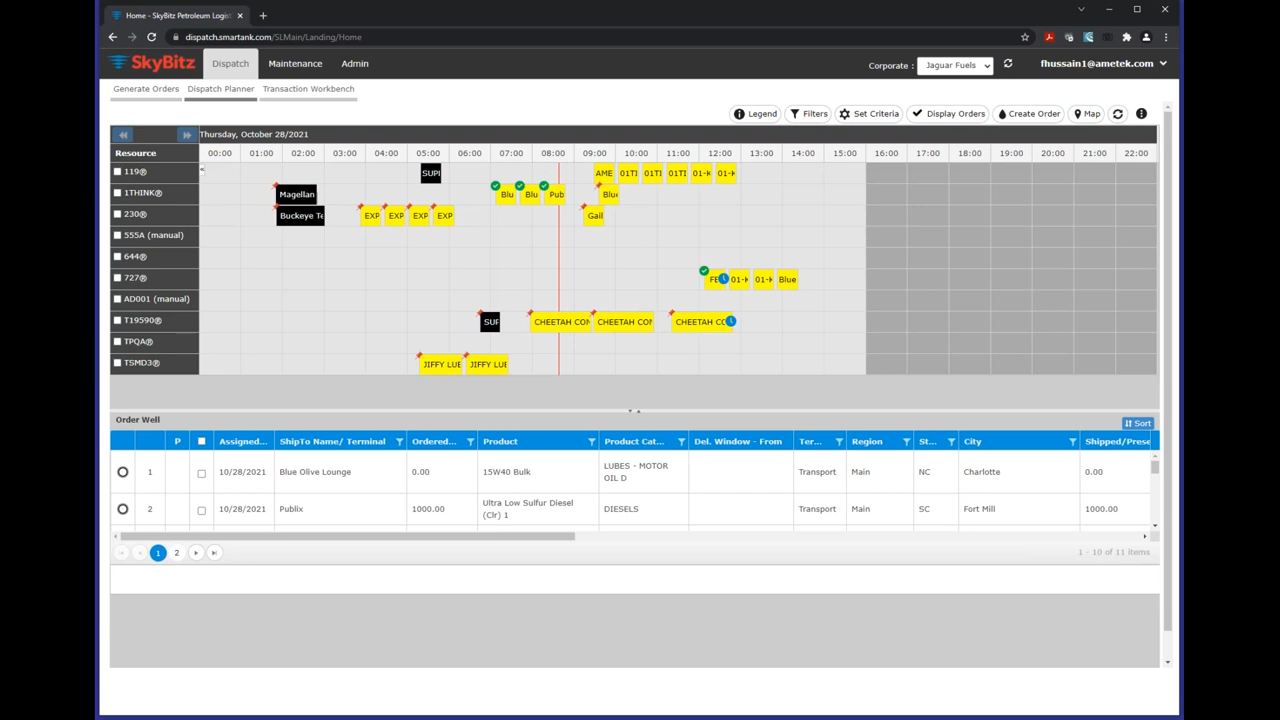 Home - SkyBitz Petroleum Logist
dispatch.smartank.com/SLMain/Landing/Home
SkyBitz Dispatch Maintenance Admin Corporate : Jaguar Fuels fhussain1@ametek.com
Generate Orders Dispatch Planner Transaction Workbench
Legend Filters Set Criteria Display Orders Create Order Map
Thursday, October 28/2021
Resource 00:00 01:00 02:00 03:00 04:00 05:00 06:00 07:00 08:00 09:00 10:00 11:00 12:00 13:00 14:00 15:00 16:00 17:00 18:00 19:00 20:00 21:00 22:00
119® SUPI AME 01TI 01TI 01TI 01-K 01-K
1THINK® Magellan Blu Blu Pub Blue
230® Buckeye Te EXP EXP EXP EXP Gail
555A (manual)
644®
727® FE 01-K 01-K Blue
AD001 (manual)
T19590® SUF CHEETAH CON CHEETAH CON CHEETAH CO
TPQA®
TSMD3® JIFFY LUE JIFFY LUE
Order Well Sort
P Assigned... ShipTo Name/ Terminal Ordered... Product Product Cat... Del. Window - From Ter... Region St... City Shipped/Prese
1 10/28/2021 Blue Olive Lounge 0.00 15W40 Bulk LUBES - MOTOR OIL D Transport Main NC Charlotte 0.00
2 10/28/2021 Publix 1000.00 Ultra Low Sulfur Diesel (Clr) 1 DIESELS Transport Main SC Fort Mill 1000.00
1 2 1 - 10 of 11 items